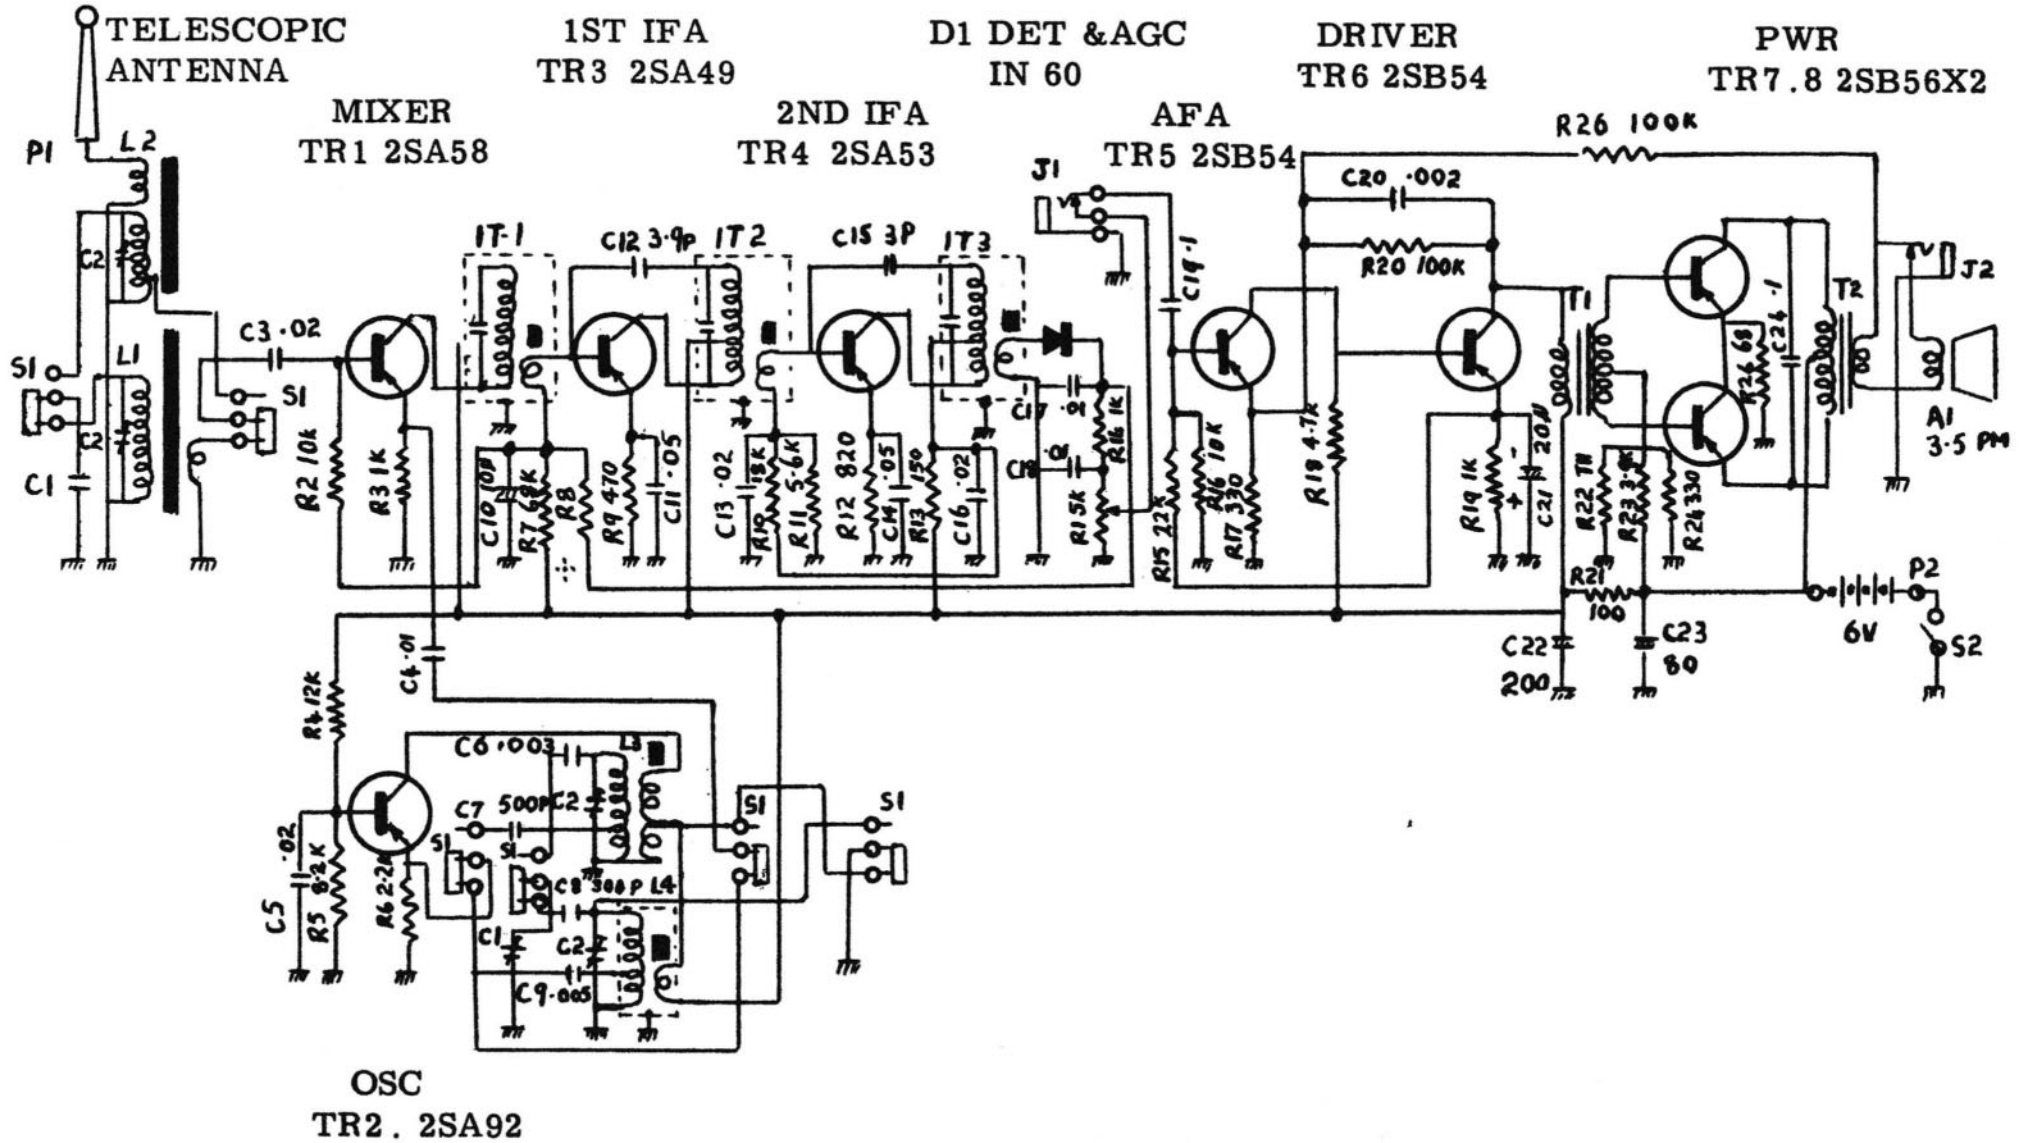 TELESCOPIC
ANTENNA
1ST IFA
TR3 2SA49
D1 DET &AGC
IN 60
DRIVER
TR6 2SB54
PWR
TR7.8 2SB56X2
MIXER
TR1 2SA58
2ND IFA
TR4 2SA53
AFA
TR5 2SB54
R26 100K
P1
L2
J1
C20 .002
IT-1
C12 3.9P
IT2
C15 3P
IT3
C19 .1
R20 100K
J2
C2
T1
T2
C24 .1
R26 68
C3 .02
L1
S1
S1
C2
A1
3.5 PM
C1
R2 10K
R3 1K
C10 10μ
R7 68K
R8
R9 470
C11 .05
C13 .02
R10 18K
R11 5.6K
R12 820
C14 .05
R13 150
C16 .02
C17 .01
R14 1K
C18
R15K
R15 22K
R16 10K
R17 330
R18 4.7K
R19 1K
C21 20μ
- +
R22
R23
R24 330
R21
100
6V
P2
S2
C22
200
C23
80
C4 .01
R4 12K
C6 .003
L3
C7 500P
C2
S1
S1
S1
S1
C5 .02
R5 8.2K
R6 2.2K
C8 300P L4
C1
C2
C9 .005
OSC
TR2. 2SA92